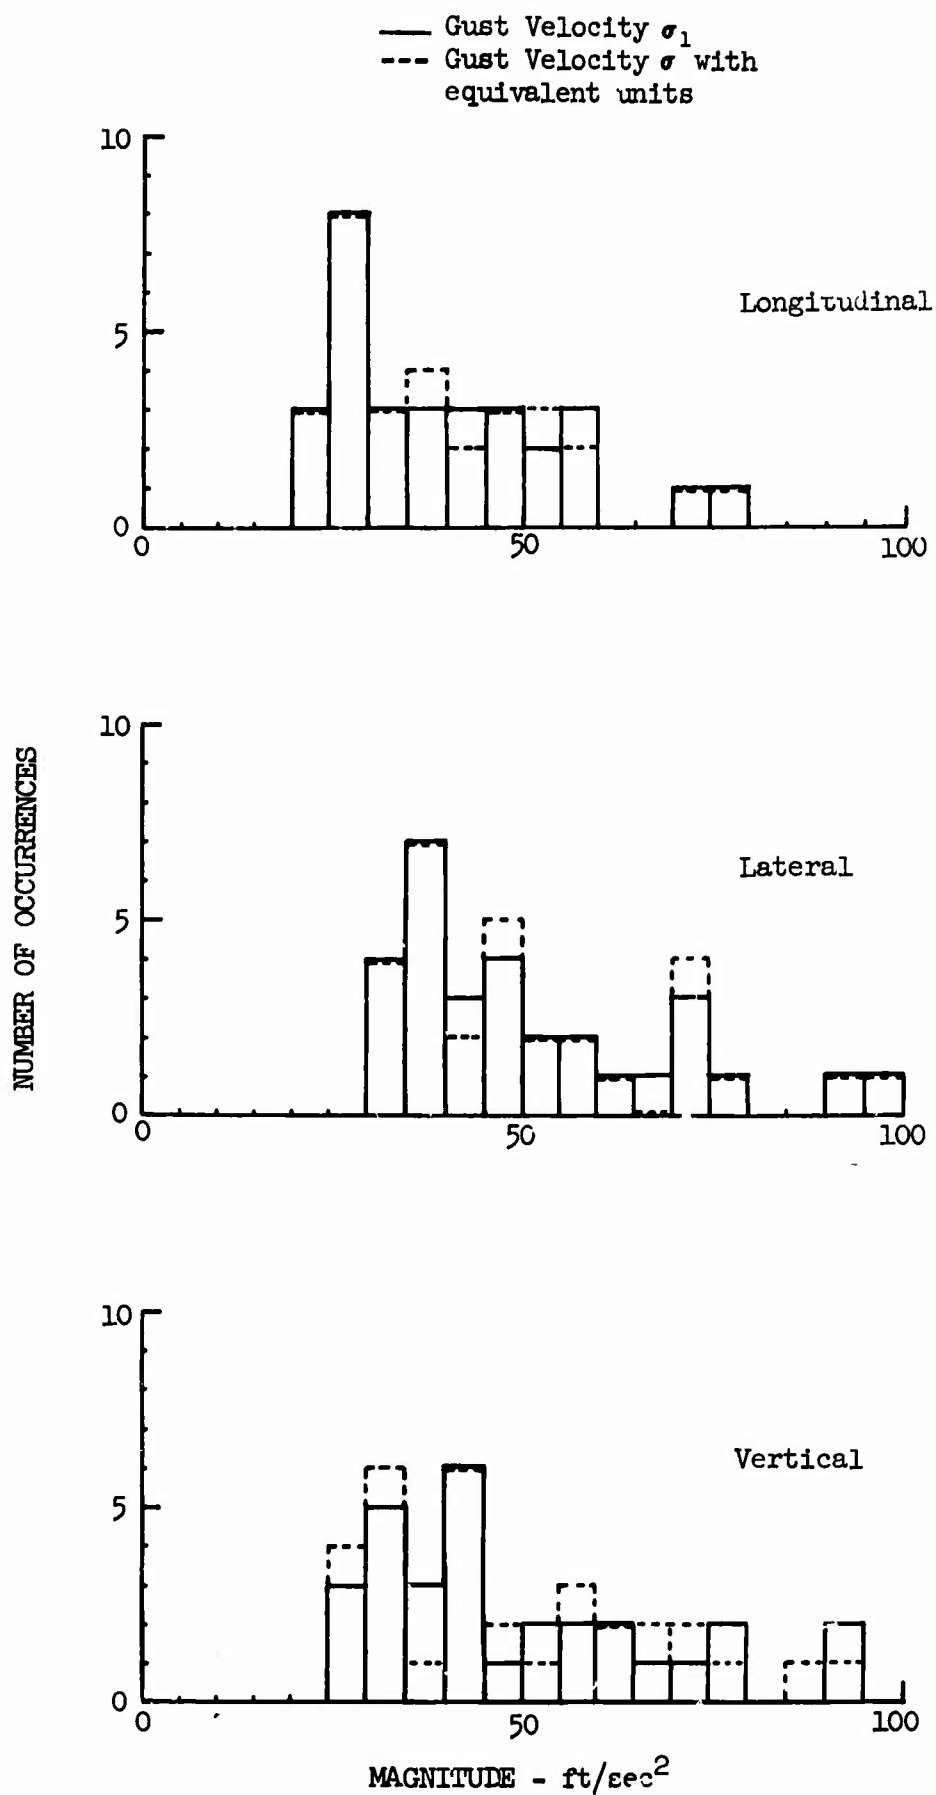 Gust Velocity σ1
Gust Velocity σ with
equivalent units
10
5
0
0
50
100
Longitudinal
NUMBER OF OCCURRENCES
10
5
0
0
50
100
Lateral
10
5
0
0
50
100
Vertical
MAGNITUDE - ft/sec2